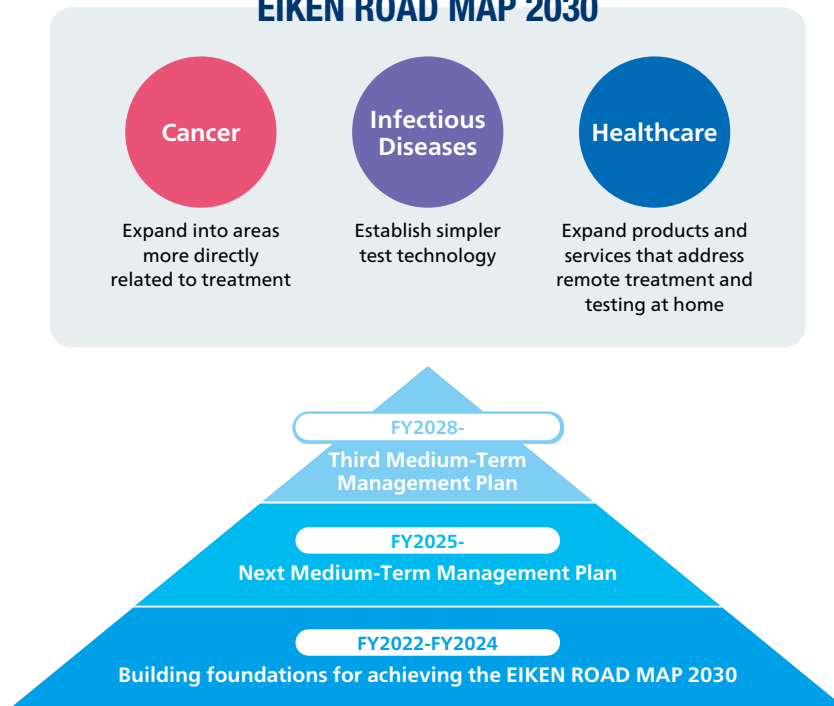 EIKEN ROAD MAP 2030
Cancer
Infectious
Diseases
Healthcare
Expand into areas
more directly
related to treatment
Establish simpler
test technology
Expand products and
services that address
remote treatment and
testing at home
FY2028-
Third Medium-Term
Management Plan
FY2025-
Next Medium-Term Management Plan
FY2022-FY2024
Building foundations for achieving the EIKEN ROAD MAP 2030